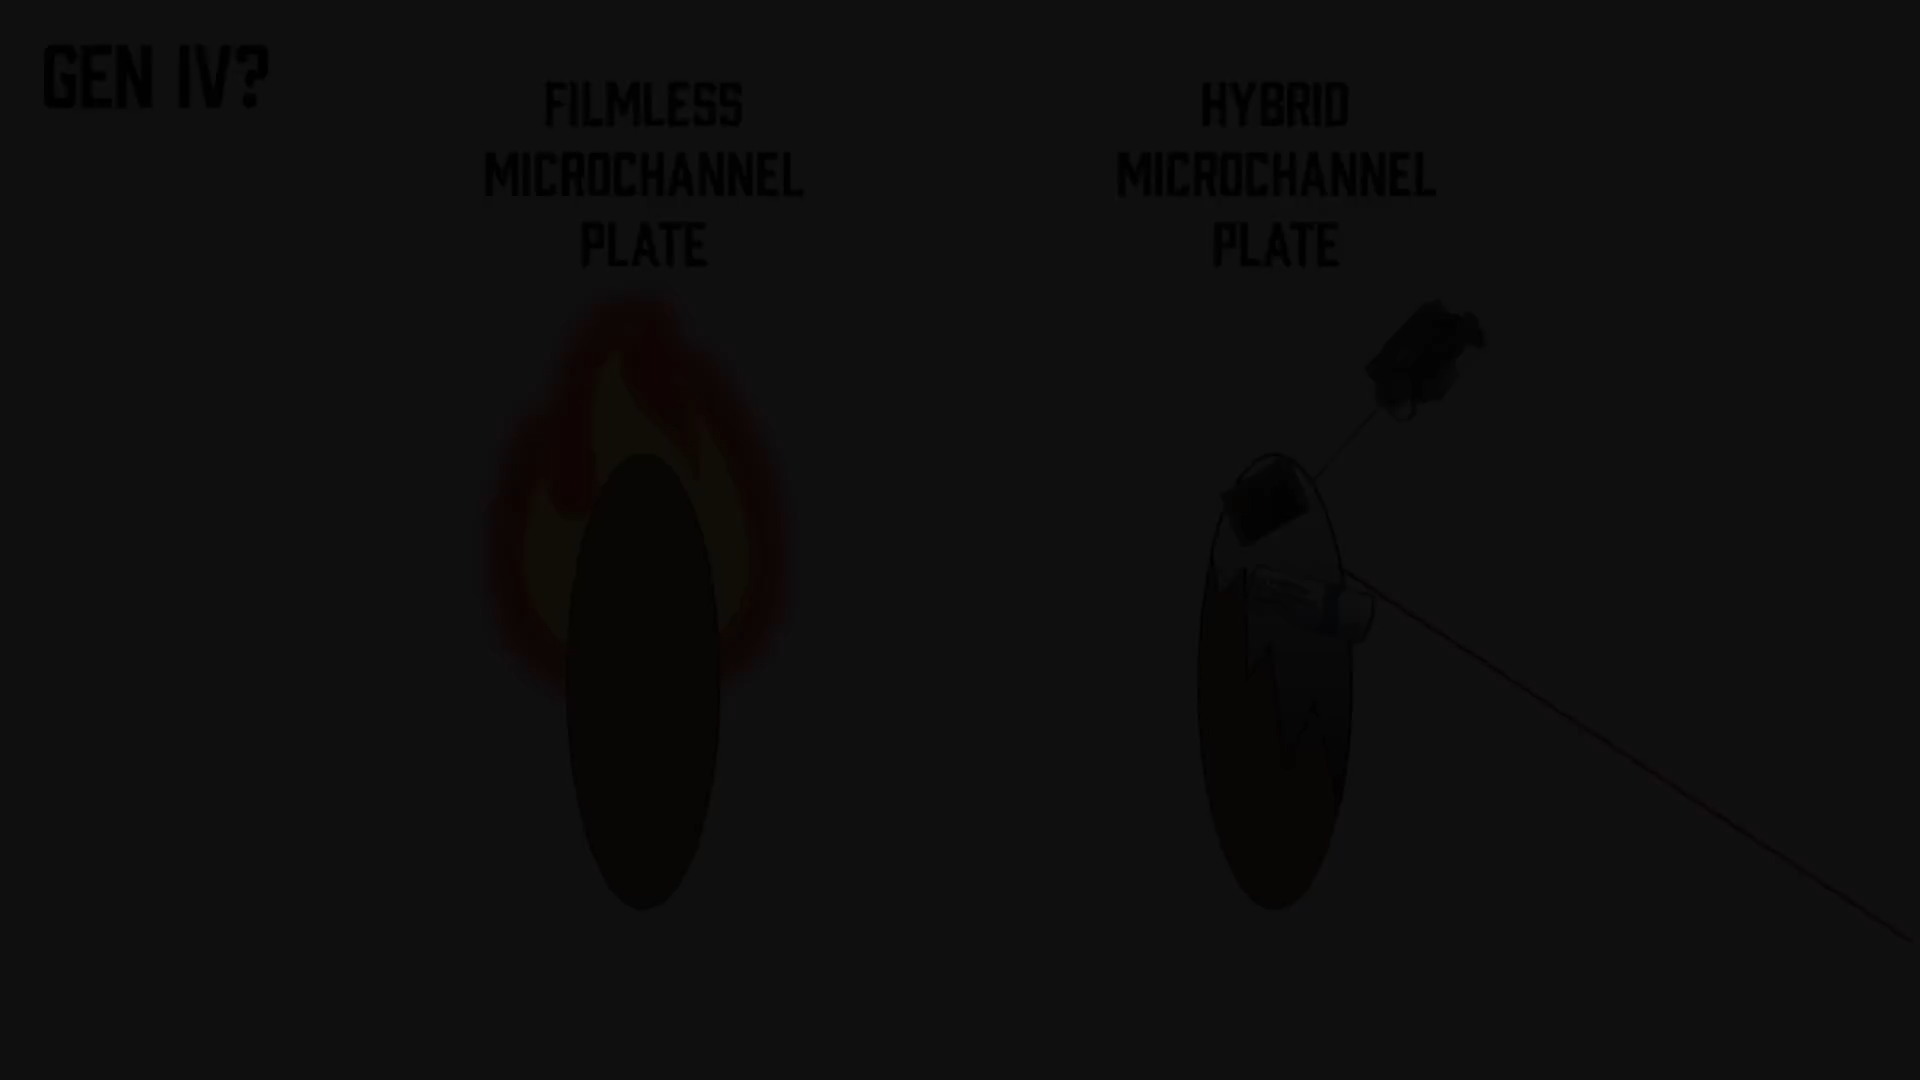 GEN IV?
FILMLESS
MICROCHANNEL
PLATE
HYBRID
MICROCHANNEL
PLATE